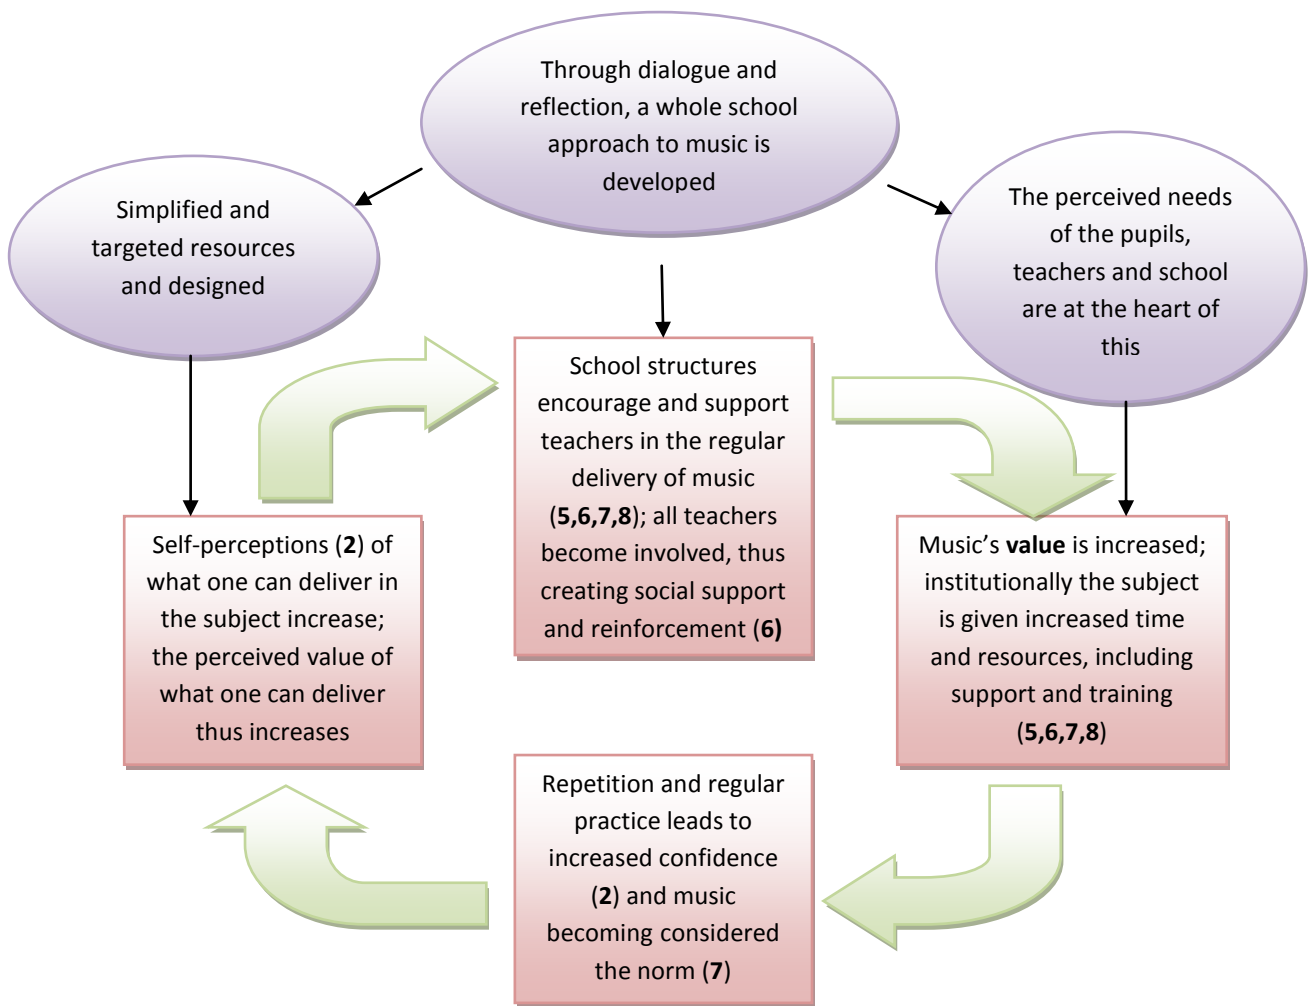 Through dialogue and
reflection, a whole school
approach to music is
developed
Simplified and
targeted resources
and designed
The perceived needs
of the pupils,
teachers and school
are at the heart of
this
School structures
encourage and support
teachers in the regular
delivery of music
(5,6,7,8); all teachers
become involved, thus
creating social support
and reinforcement (6)
Self-perceptions (2) of
what one can deliver in
the subject increase;
the perceived value of
what one can deliver
thus increases
Music’s value is increased;
institutionally the subject
is given increased time
and resources, including
support and training
(5,6,7,8)
Repetition and regular
practice leads to
increased confidence
(2) and music
becoming considered
the norm (7)